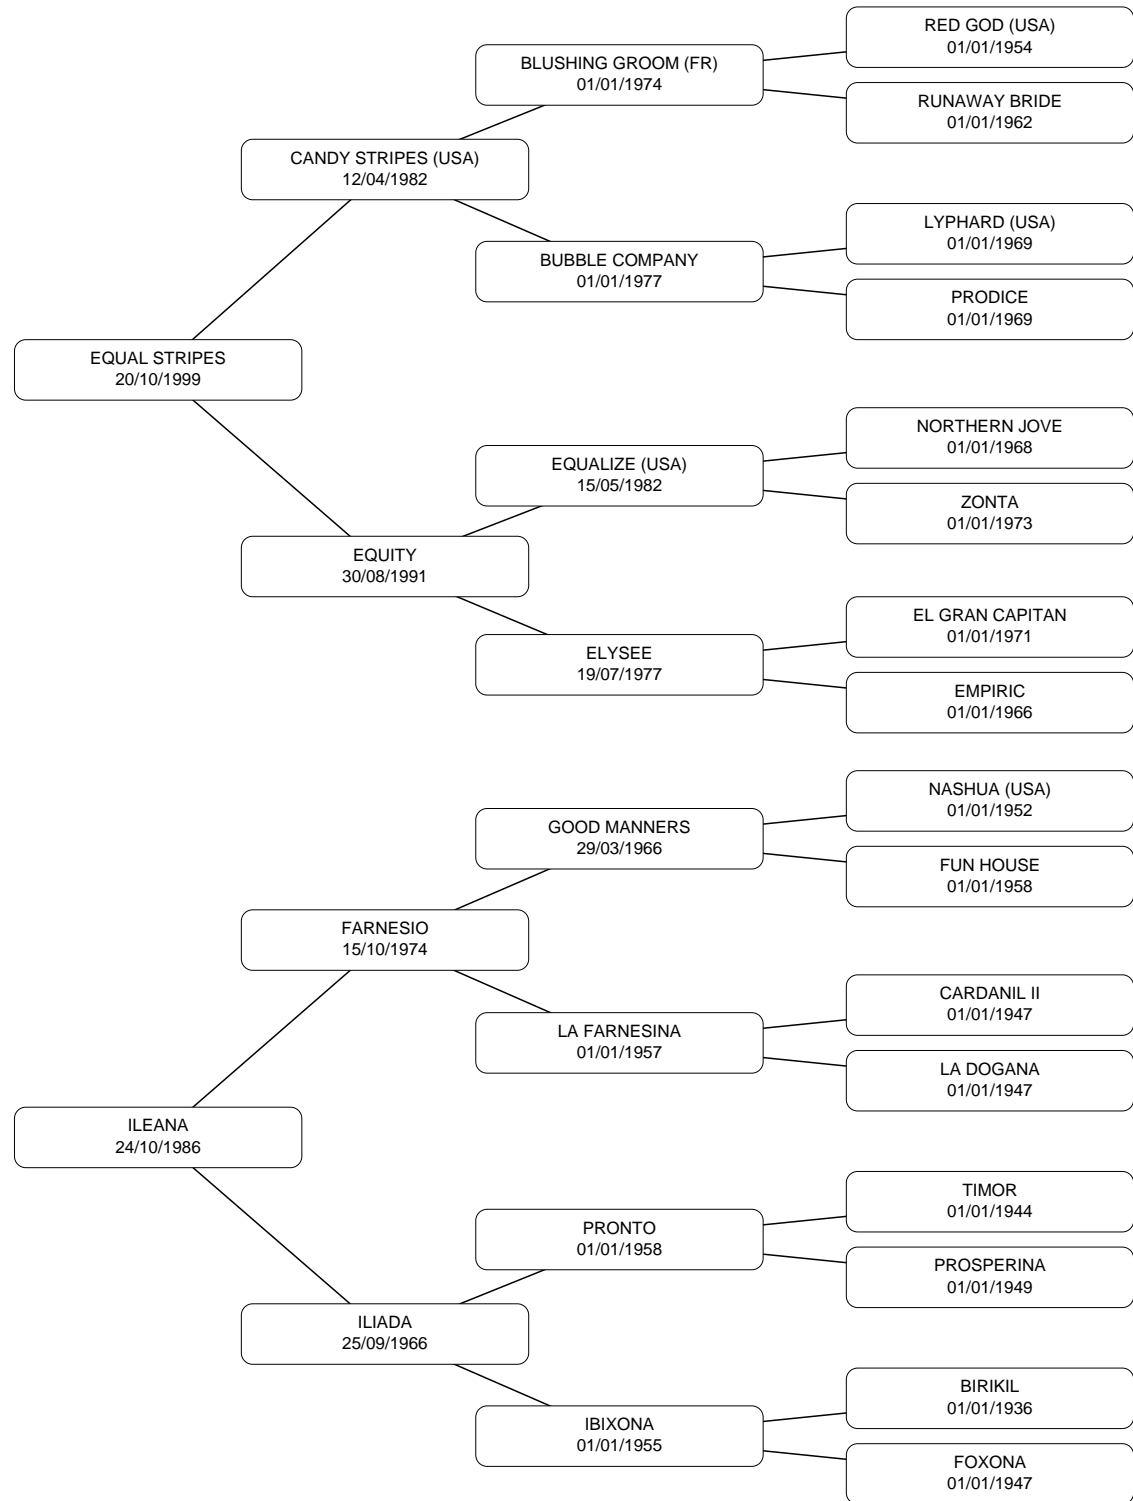 RED GOD (USA)
01/01/1954
BLUSHING GROOM (FR)
01/01/1974
RUNAWAY BRIDE
01/01/1962
CANDY STRIPES (USA)
12/04/1982
LYPHARD (USA)
01/01/1969
BUBBLE COMPANY
01/01/1977
PRODICE
01/01/1969
EQUAL STRIPES
20/10/1999
NORTHERN JOVE
01/01/1968
EQUALIZE (USA)
15/05/1982
ZONTA
01/01/1973
EQUITY
30/08/1991
EL GRAN CAPITAN
01/01/1971
ELYSEE
19/07/1977
EMPIRIC
01/01/1966
NASHUA (USA)
01/01/1952
GOOD MANNERS
29/03/1966
FUN HOUSE
01/01/1958
FARNESIO
15/10/1974
CARDANIL II
01/01/1947
LA FARNESINA
01/01/1957
LA DOGANA
01/01/1947
ILEANA
24/10/1986
TIMOR
01/01/1944
PRONTO
01/01/1958
PROSPERINA
01/01/1949
ILIADA
25/09/1966
BIRIKIL
01/01/1936
IBIXONA
01/01/1955
FOXONA
01/01/1947